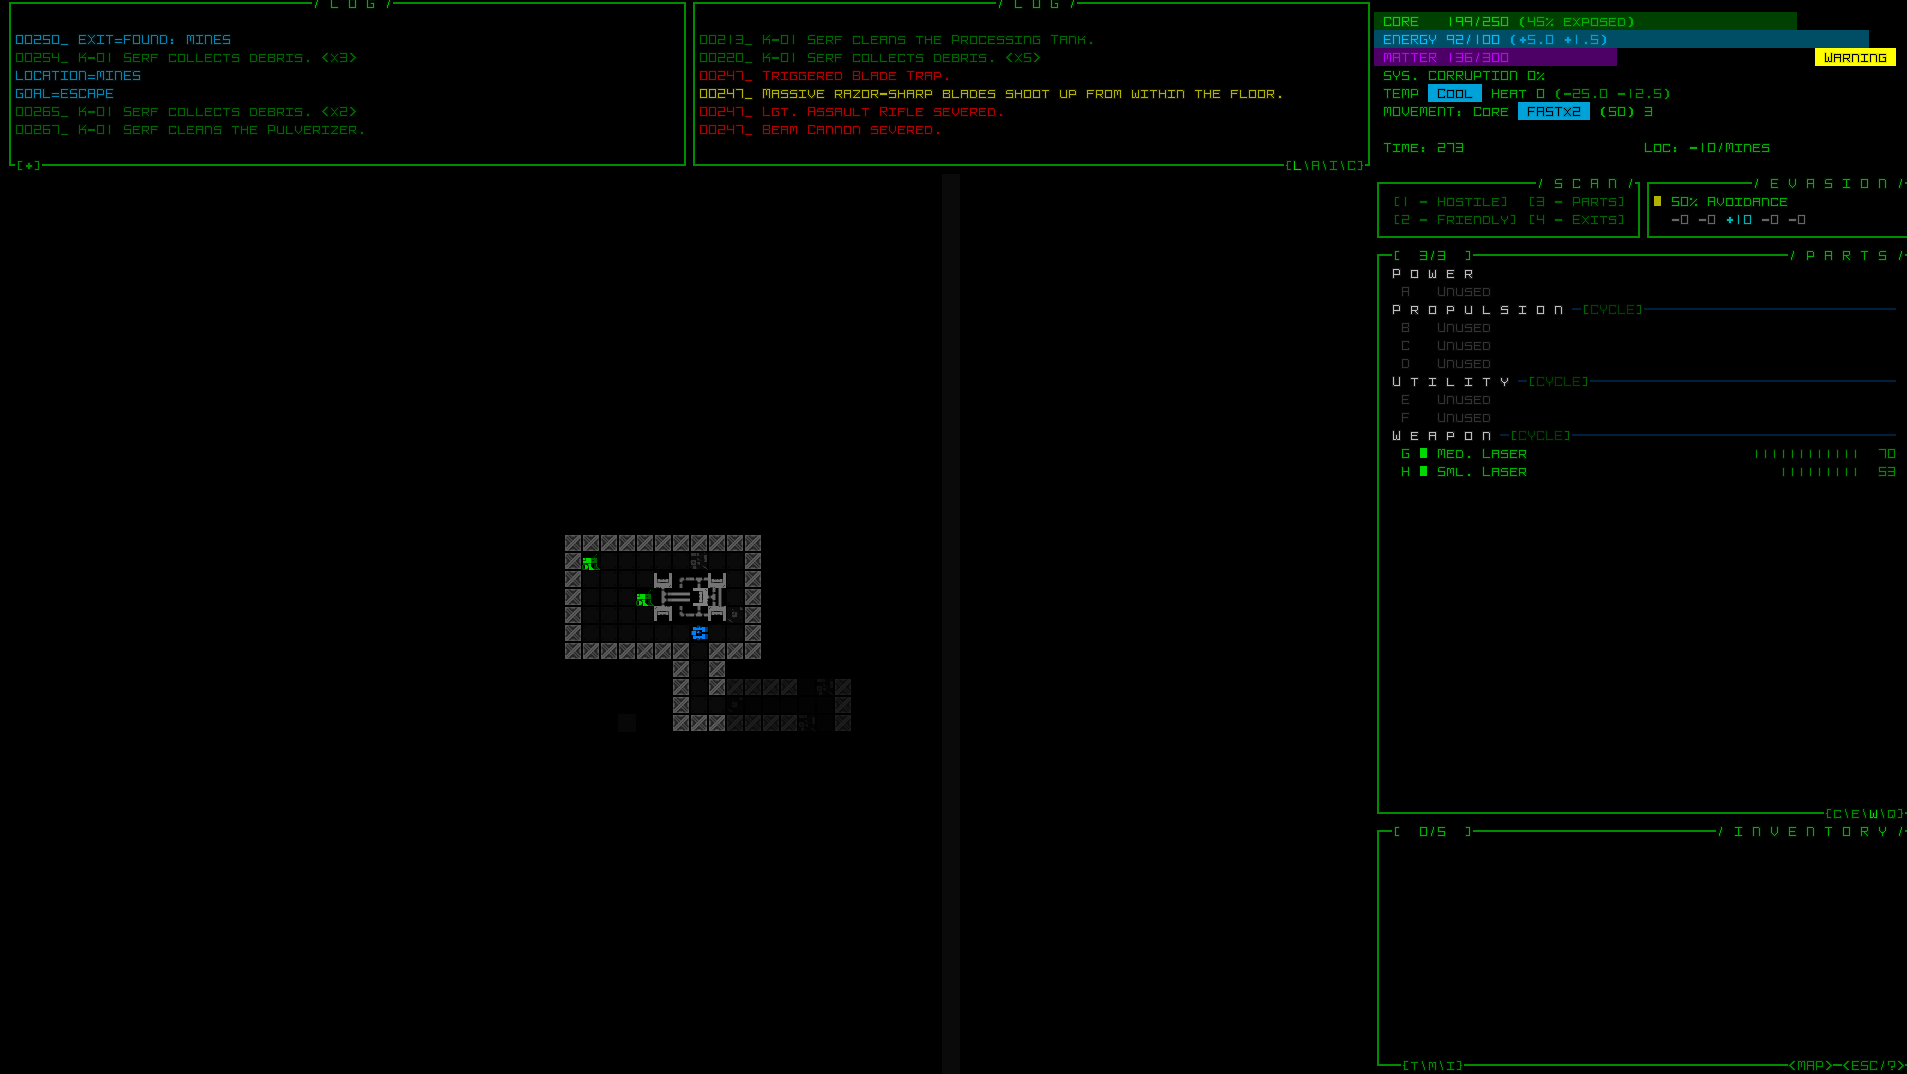 / L O G /
00250_ EXIT=FOUND: MINES
00254_ K-01 SERF COLLECTS DEBRIS. <x3>
LOCATION=MINES
GOAL=ESCAPE
00265_ K-01 SERF COLLECTS DEBRIS. <x2>
00267_ K-01 SERF CLEANS THE PULVERIZER.
[+]
/ L O G /
00213_ K-01 SERF CLEANS THE PROCESSING TANK.
00220_ K-01 SERF COLLECTS DEBRIS. <x5>
00247_ TRIGGERED BLADE TRAP.
00247_ MASSIVE RAZOR-SHARP BLADES SHOOT UP FROM WITHIN THE FLOOR.
00247_ LGT. ASSAULT RIFLE SEVERED.
00247_ BEAM CANNON SEVERED.
[L\A\I\C]
CORE 199/250 (45% EXPOSED)
ENERGY 92/100 (+5.0 +1.5)
MATTER 136/300 WARNING
SYS. CORRUPTION 0%
TEMP COOL HEAT 0 (-25.0 -12.5)
MOVEMENT: CORE FASTX2 (50) 3
TIME: 273 LOC: -10/MINES
/ S C A N /
[1 - HOSTILE] [3 - PARTS]
[2 - FRIENDLY] [4 - EXITS]
/ E V A S I O N /
50% AVOIDANCE
-0 -0 +10 -0 -0
[ 3/3 ] / P A R T S /
P O W E R
A UNUSED
P R O P U L S I O N [CYCLE]
B UNUSED
C UNUSED
D UNUSED
U T I L I T Y [CYCLE]
E UNUSED
F UNUSED
W E A P O N [CYCLE]
G MED. LASER 70
H SML. LASER 53
[C\E\W\Q]
[ 0/5 ] / I N V E N T O R Y /
[T\M\I] <MAP> <ESC/?>